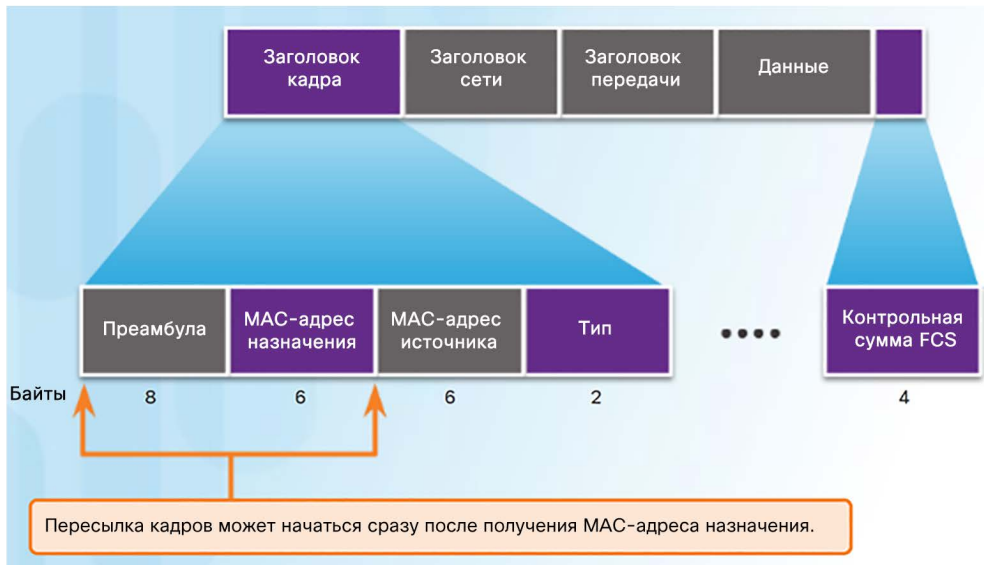 Заголовок
кадра
Заголовок
сети
Заголовок
передачи
Данные
Преамбула
MAC-адрес
назначения
MAC-адрес
источника
Тип
Контрольная
сумма FCS
Байты
8
6
6
2
4
Пересылка кадров может начаться сразу после получения MAC-адреса назначения.